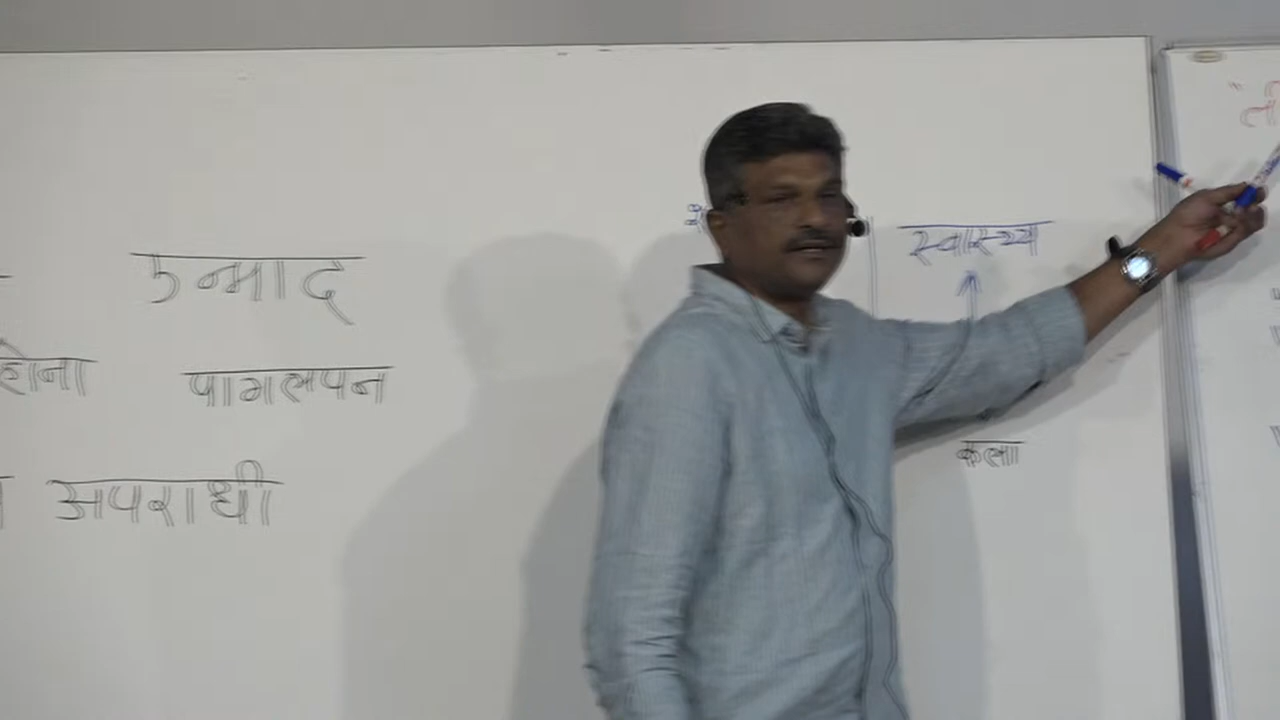 उन्माद
होना पागलपन
अपराधी
स्वास्थ्य
कला